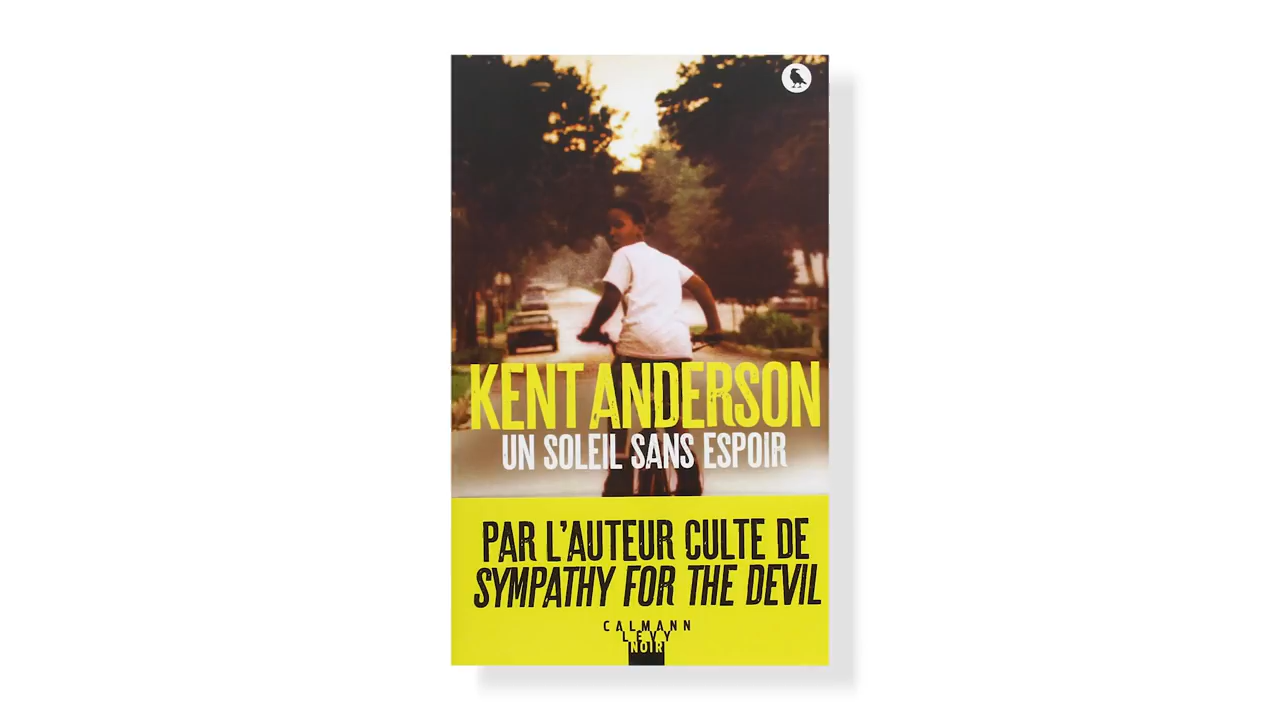 KENT ANDERSON
UN SOLEIL SANS ESPOIR
PAR L'AUTEUR CULTE DE
SYMPATHY FOR THE DEVIL
CALMANN
LEVY
NOIR